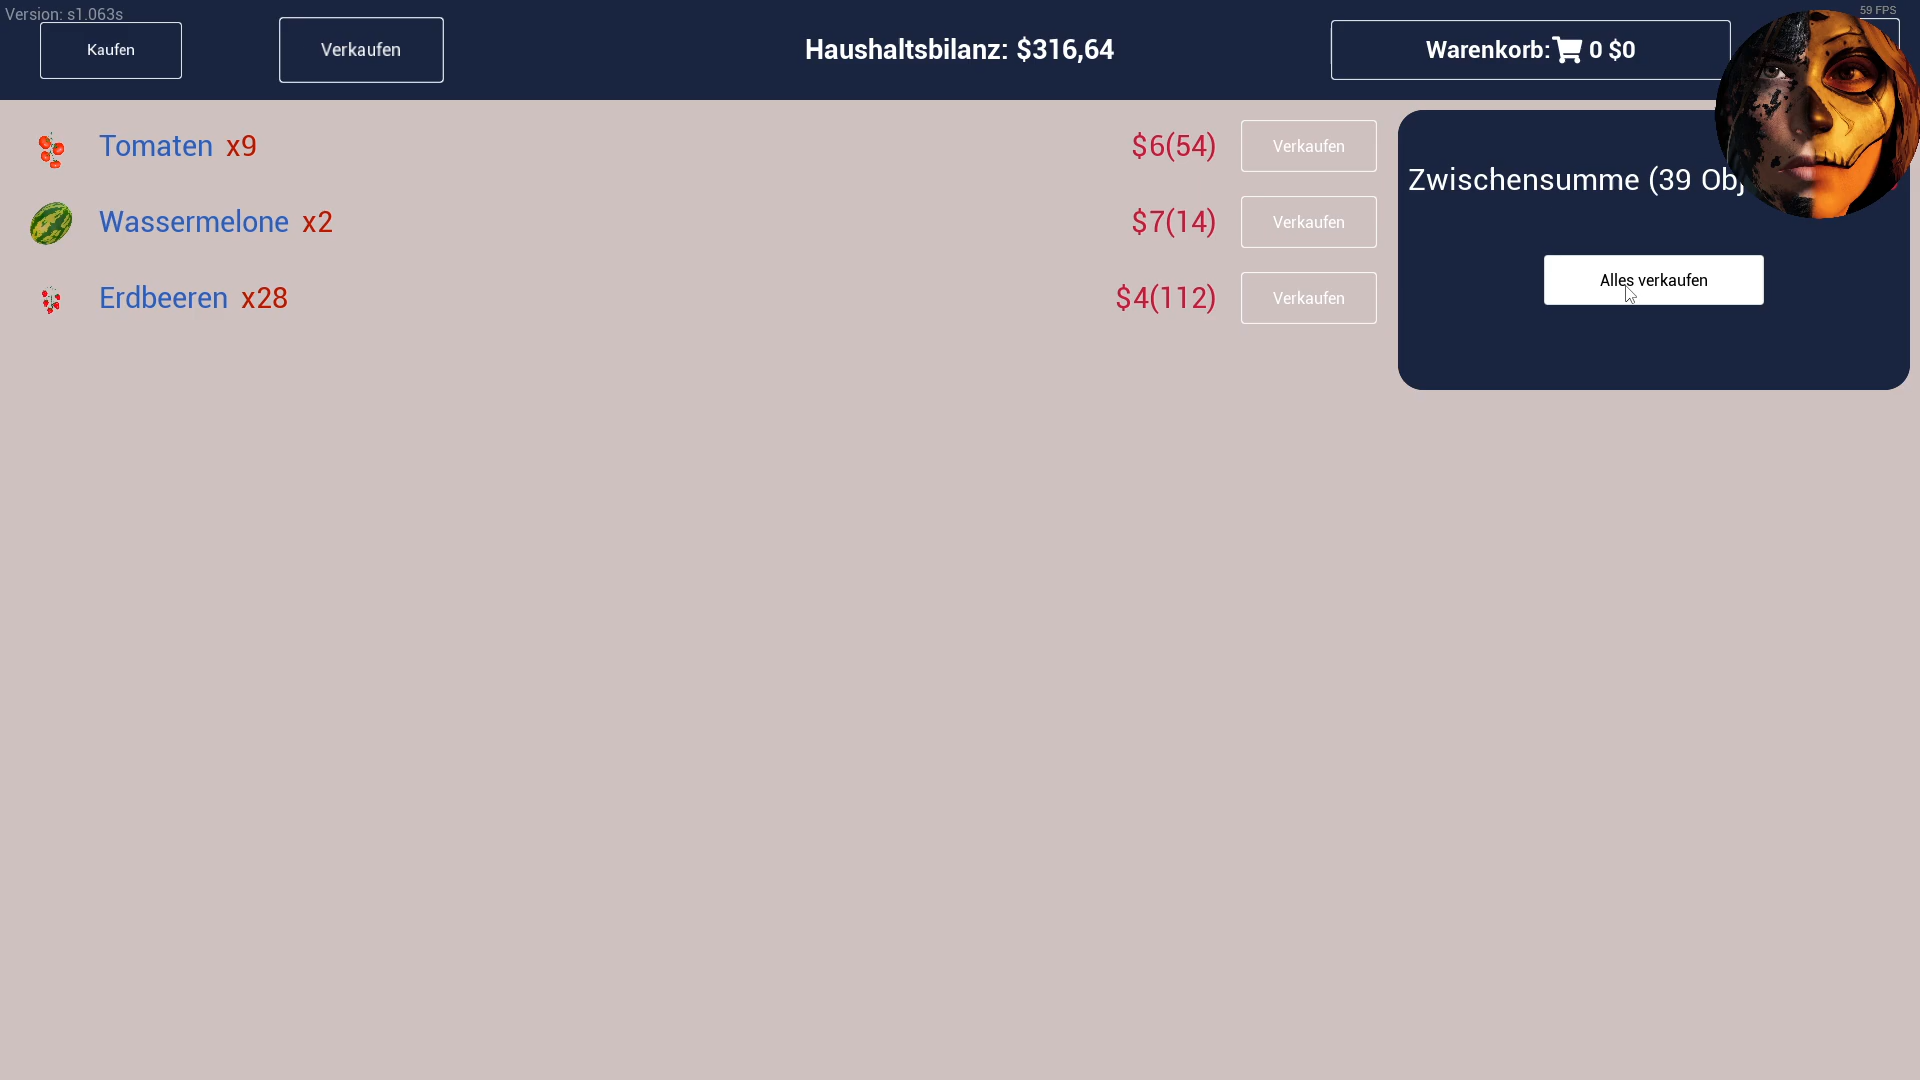 Version: s1.063s
59 FPS
Kaufen
Verkaufen
Haushaltsbilanz: $316,64
Warenkorb: 0 $0
Tomaten x9
$6(54)
Verkaufen
Wassermelone x2
$7(14)
Verkaufen
Erdbeeren x28
$4(112)
Verkaufen
Zwischensumme (39
Alles verkaufen